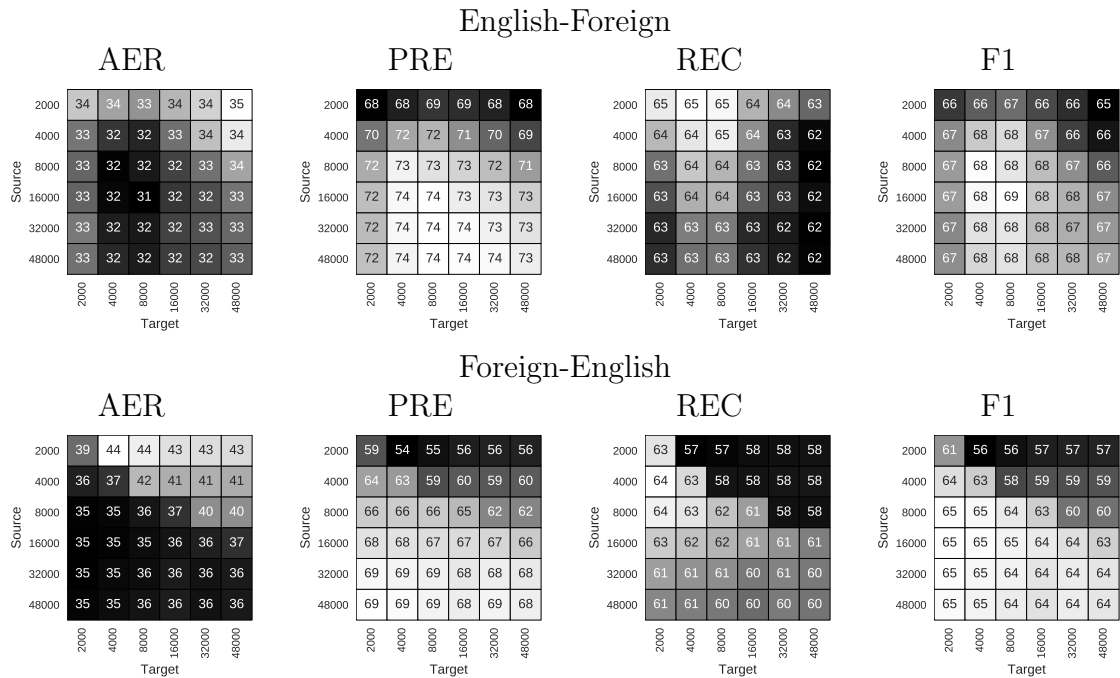 English-Foreign
AER PRE REC F1
2000 34 34 33 34 34 35 2000 68 68 69 69 68 68 2000 65 65 65 64 64 63 2000 66 66 67 66 66 65
4000 33 32 32 33 34 34 4000 70 72 72 71 70 69 4000 64 64 65 64 63 62 4000 67 68 68 67 66 66
8000 33 32 32 32 33 34 8000 72 73 73 73 72 71 8000 63 64 64 63 63 62 8000 67 68 68 68 67 66
16000 33 32 31 32 32 33 16000 72 74 74 73 73 73 16000 63 64 64 63 63 62 16000 67 68 69 68 68 67
32000 33 32 32 32 32 33 32000 72 74 74 74 73 73 32000 63 63 63 63 62 62 32000 67 68 68 68 67 67
48000 33 32 32 32 32 33 48000 72 74 74 74 74 73 48000 63 63 63 63 62 62 48000 67 68 68 68 68 67
Source Source Source Source
2000 4000 8000 16000 32000 48000 2000 4000 8000 16000 32000 48000 2000 4000 8000 16000 32000 48000 2000 4000 8000 16000 32000 48000
Target Target Target Target
Foreign-English
AER PRE REC F1
2000 39 44 44 43 43 43 2000 59 54 55 56 56 56 2000 63 57 57 58 58 58 2000 61 56 56 57 57 57
4000 36 37 42 41 41 41 4000 64 63 59 60 59 60 4000 64 63 58 58 58 58 4000 64 63 58 59 59 59
8000 35 35 36 37 40 40 8000 66 66 66 65 62 62 8000 64 63 62 61 58 58 8000 65 65 64 63 60 60
16000 35 35 35 36 36 37 16000 68 68 67 67 67 66 16000 63 62 62 61 61 61 16000 65 65 65 64 64 63
32000 35 35 36 36 36 36 32000 69 69 69 68 68 68 32000 61 61 61 60 61 60 32000 65 65 64 64 64 64
48000 35 35 36 36 36 36 48000 69 69 69 68 69 68 48000 61 61 60 60 60 60 48000 65 65 64 64 64 64
Source Source Source Source
2000 4000 8000 16000 32000 48000 2000 4000 8000 16000 32000 48000 2000 4000 8000 16000 32000 48000 2000 4000 8000 16000 32000 48000
Target Target Target Target